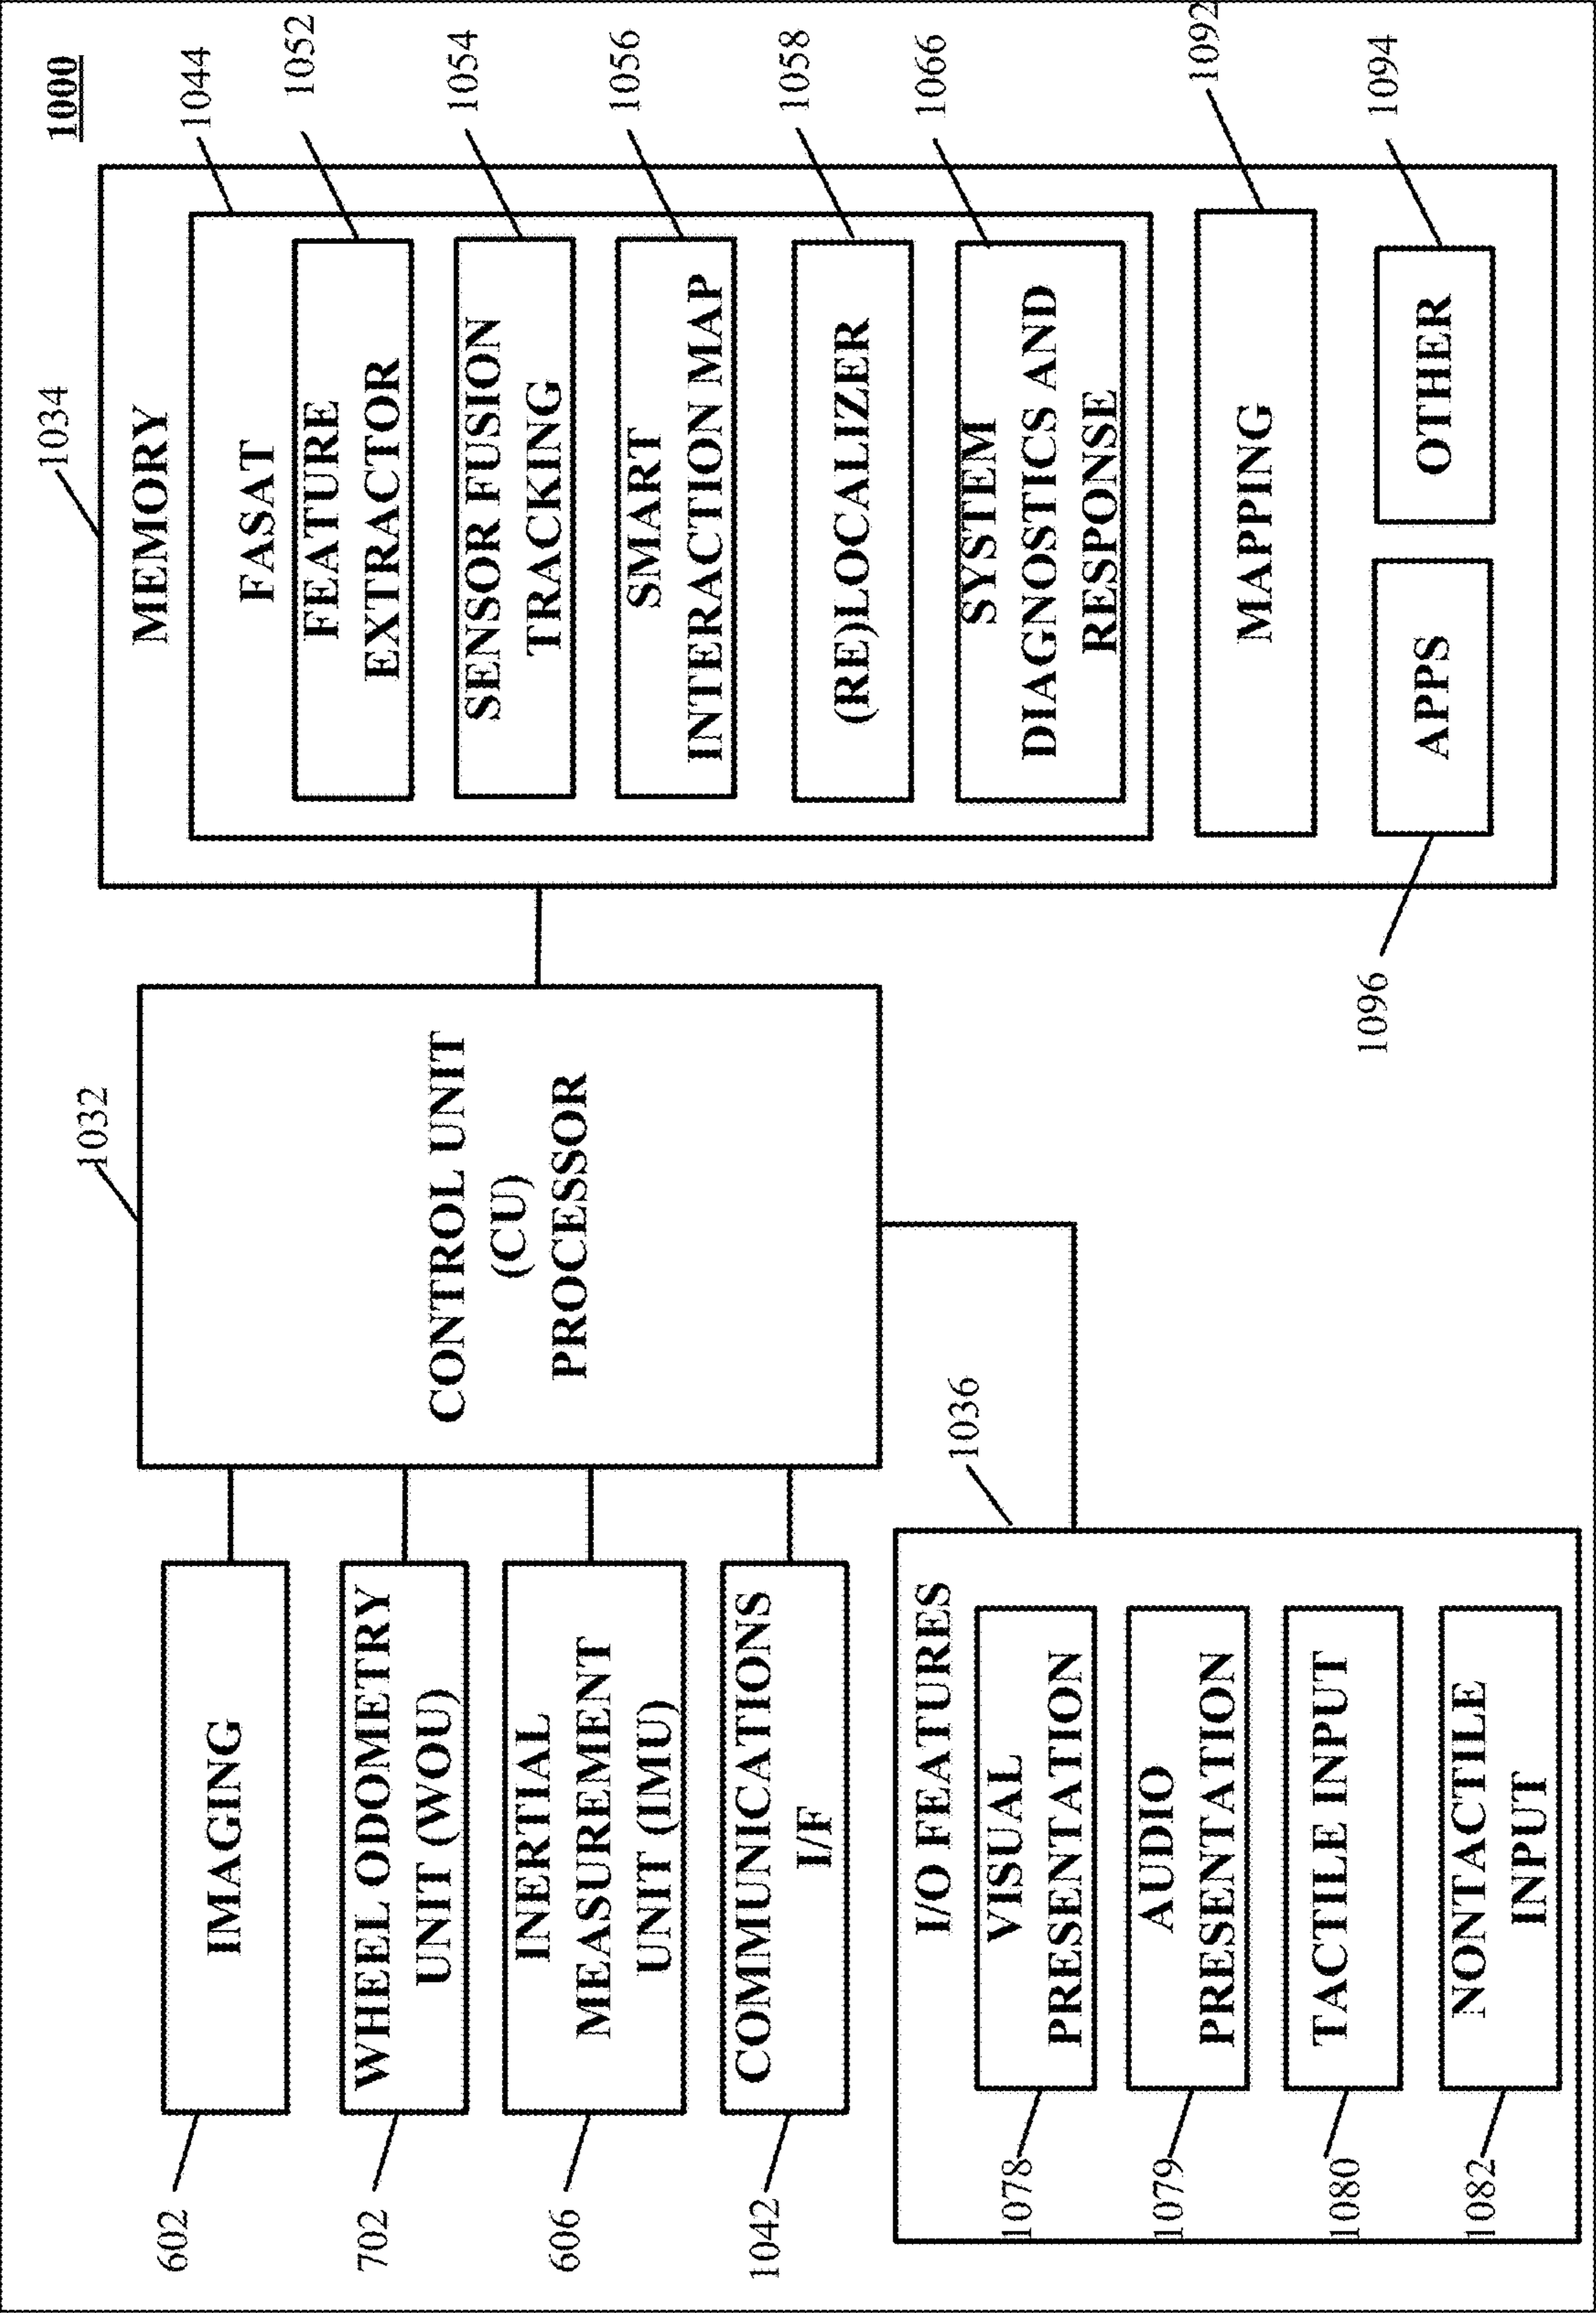 1000
602
IMAGING
702
WHEEL ODOMETRY
UNIT (WOU)
606
INERTIAL
MEASUREMENT
UNIT (IMU)
1042
COMMUNICATIONS
I/F
1032
CONTROL UNIT
(CU)
PROCESSOR
1036
I/O FEATURES
1078
VISUAL
PRESENTATION
1079
AUDIO
PRESENTATION
1080
TACTILE INPUT
1082
NONTACTILE
INPUT
1034
MEMORY
1044
FASAT
1052
FEATURE
EXTRACTOR
1054
SENSOR FUSION
TRACKING
1056
SMART
INTERACTION MAP
1058
(RE)LOCALIZER
1066
SYSTEM
DIAGNOSTICS AND
RESPONSE
1092
MAPPING
1096
APPS
OTHER
1094